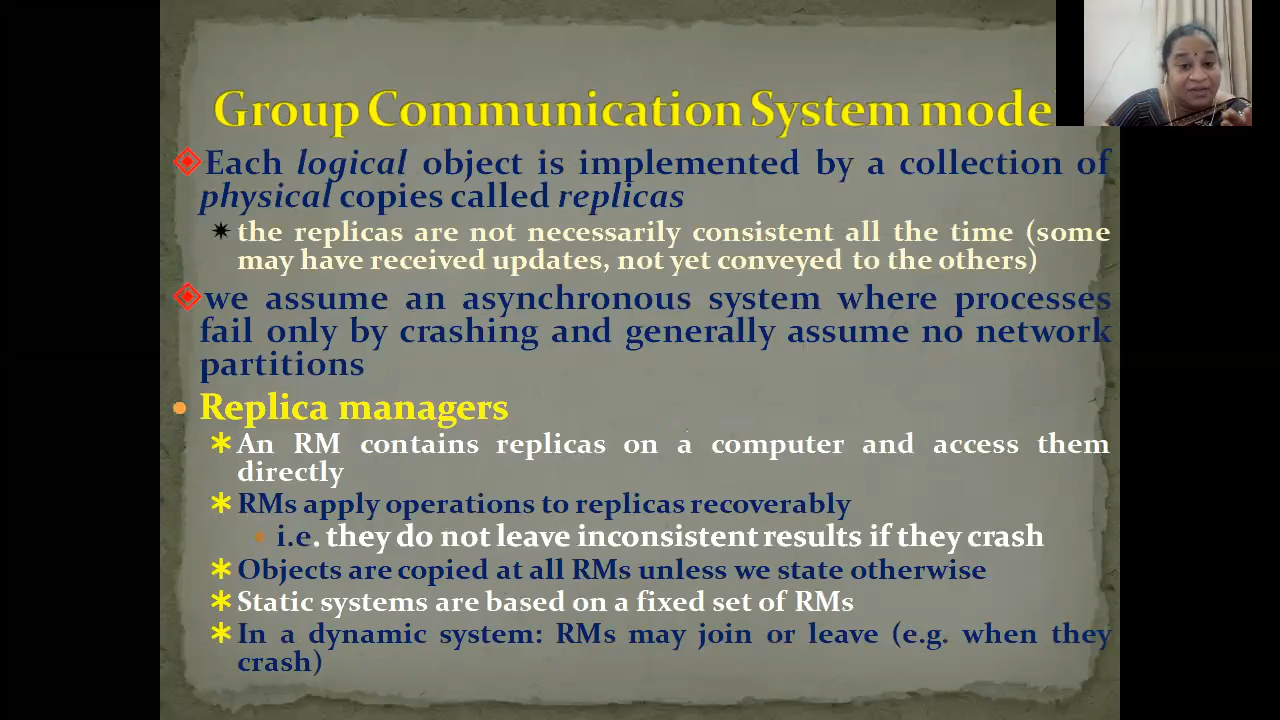 Group Communication System mode
Each logical object is implemented by a collection of
physical copies called replicas
the replicas are not necessarily consistent all the time (some
may have received updates, not yet conveyed to the others)
we assume an asynchronous system where processes
fail only by crashing and generally assume no network
partitions
Replica managers
An RM contains replicas on a computer and access them
directly
RMs apply operations to replicas recoverably
i.e. they do not leave inconsistent results if they crash
Objects are copied at all RMs unless we state otherwise
Static systems are based on a fixed set of RMs
In a dynamic system: RMs may join or leave (e.g. when they
crash)